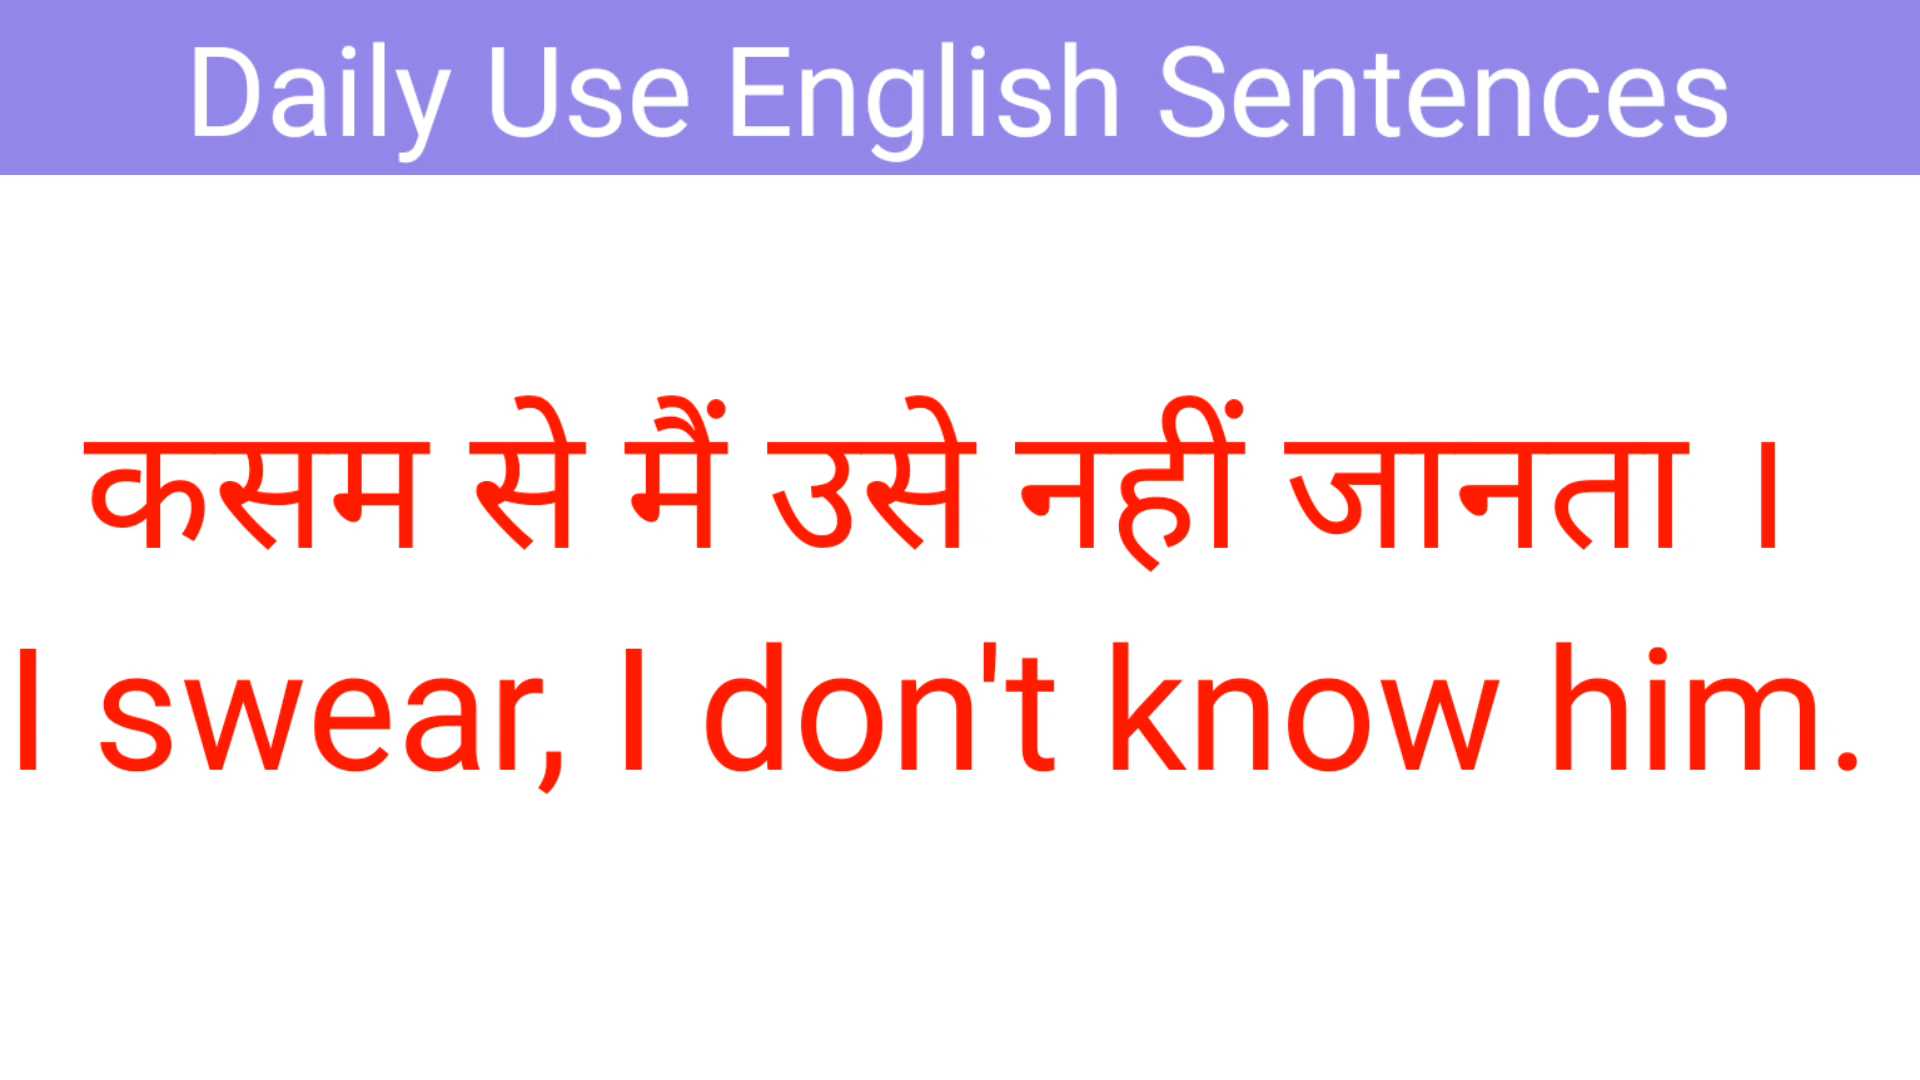 Daily Use English Sentences
कसम से मैं उसे नहीं जानता ।
I swear, I don't know him.